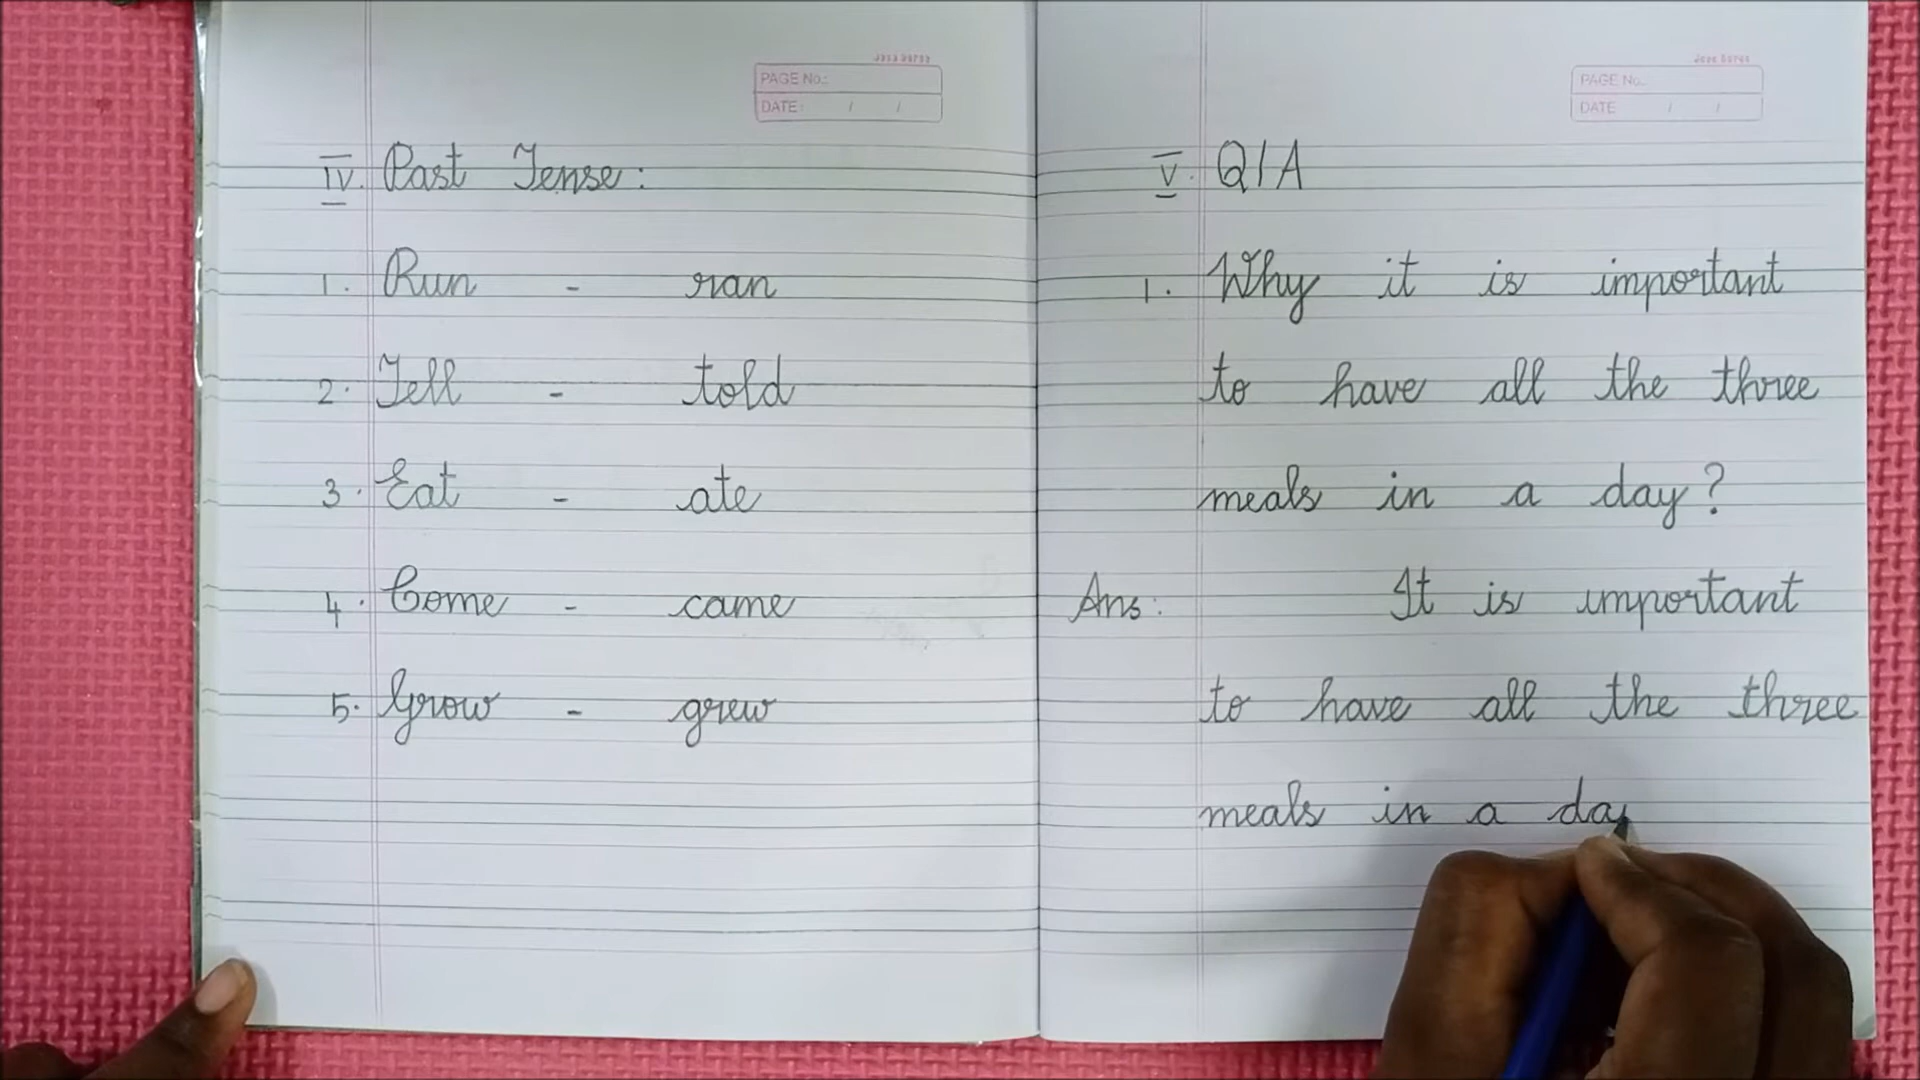 PAGE No.:
DATE: / /
IV. Past Tense:
1. Run - ran
2. Tell - told
3. Eat - ate
4. Come - came
5. Grow - grew
PAGE No.
DATE / /
V. Q/A
1. Why it is important
to have all the three
meals in a day?
Ans: It is important
to have all the three
meals in a day